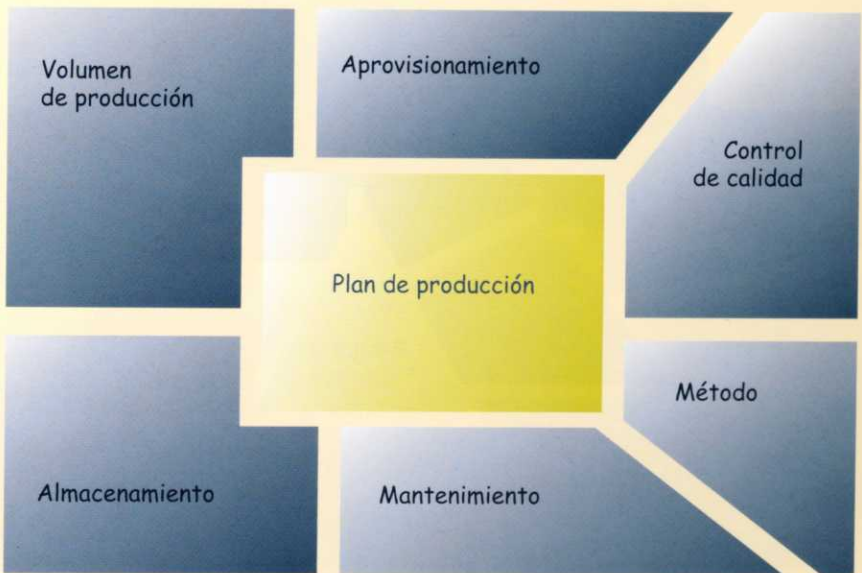 Volumen
de producción
Aprovisionamiento
Control
de calidad
Plan de producción
Método
Almacenamiento
Mantenimiento